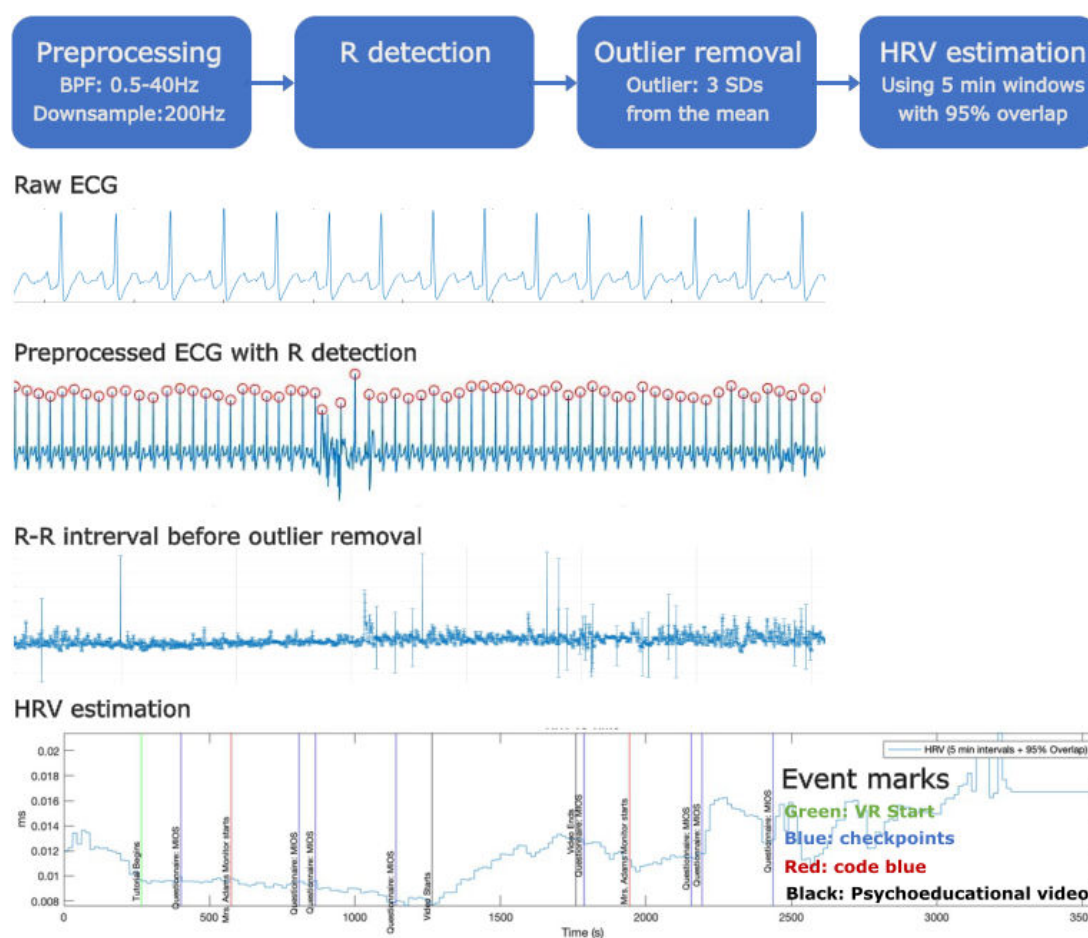 Preprocessing
BPF: 0.5-40Hz
Downsample:200Hz
R detection
Outlier removal
Outlier: 3 SDs
from the mean
HRV estimation
Using 5 min windows
with 95% overlap
Raw ECG
Preprocessed ECG with R detection
R-R intrerval before outlier removal
HRV estimation
0.02
0.018
0.016
0.014
0.012
0.01
0.008
ms
Tutorial Begins
Questionnaire: MIOS
Mrs. Adams Monitor starts
Questionnaire: MIOS
Questionnaire: MIOS
Questionnaire: MIOS
Video Starts
Video Ends
Questionnaire: MIOS
Mrs. Adams Monitor starts
Questionnaire: MIOS
Questionnaire: MIOS
Questionnaire: MIOS
HRV (5 min intervals + 95% Overlap)
Event marks
Green: VR Start
Blue: checkpoints
Red: code blue
Black: Psychoeducational video
0
500
1000
1500
2000
2500
3000
Time (s)